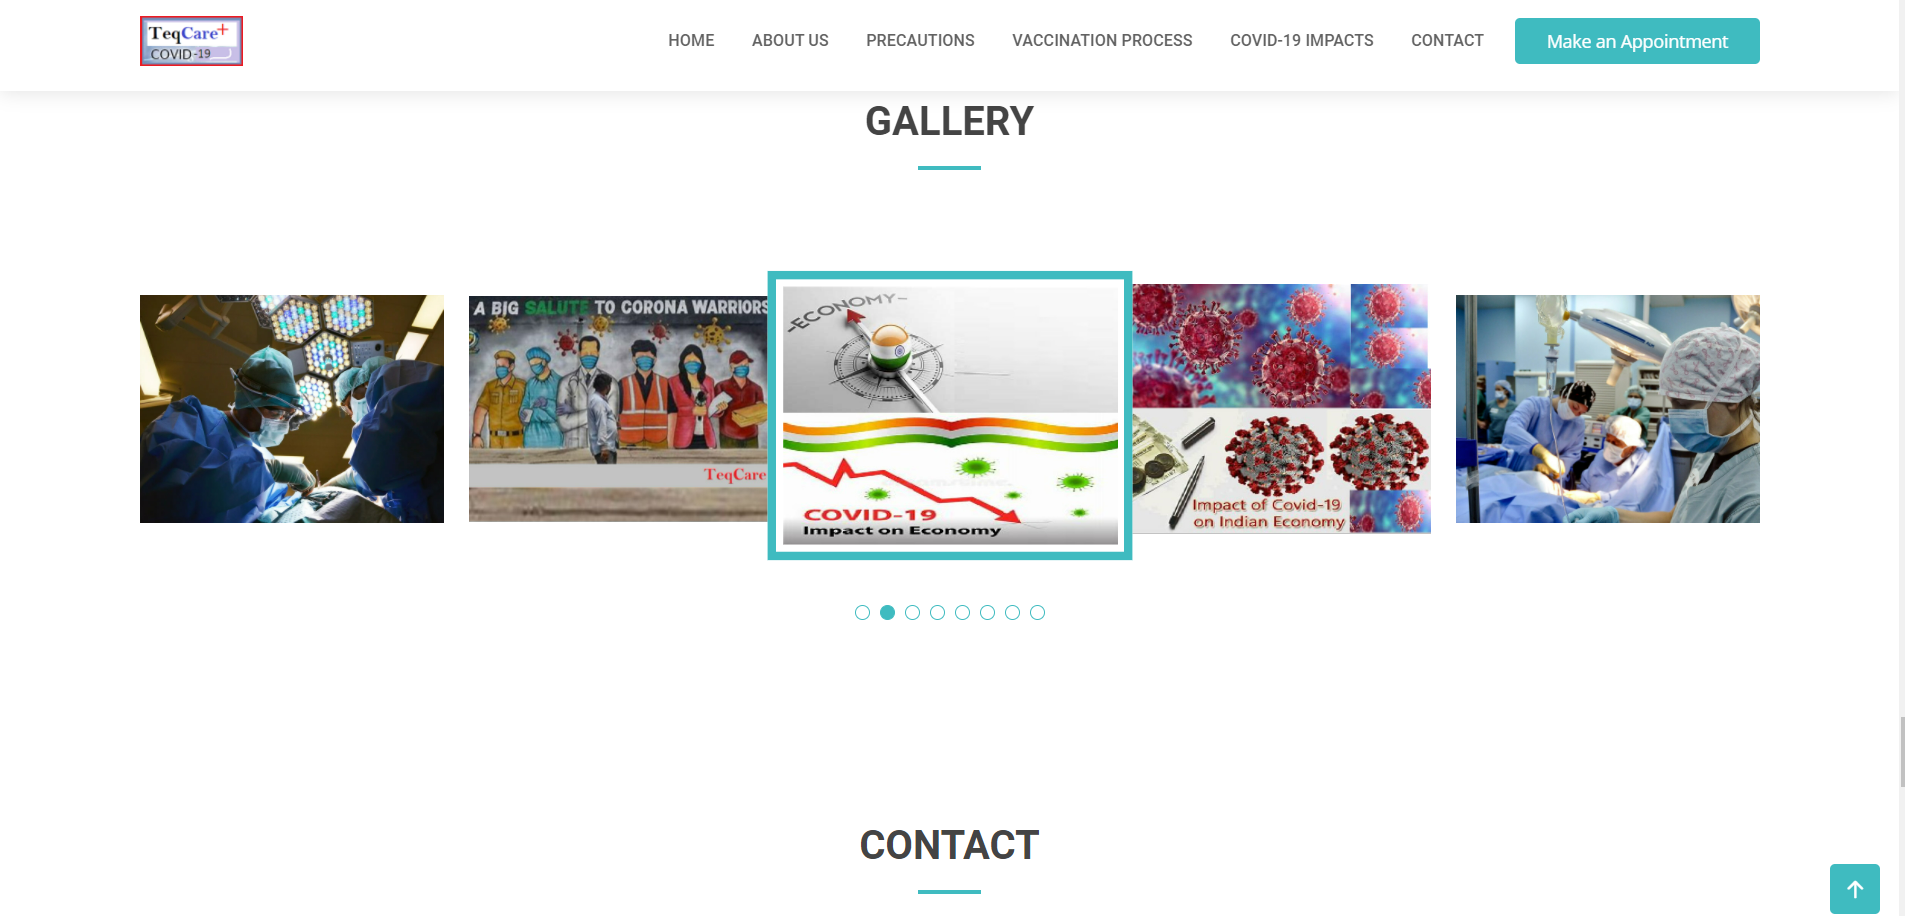 TeqCare+
COVID-19
HOME
ABOUT US
PRECAUTIONS
VACCINATION PROCESS
COVID-19 IMPACTS
CONTACT
Make an Appointment
GALLERY
A BIG SALUTE TO CORONA WARRIORS
TeqCare
-ECONOMY-
COVID-19
Impact on Economy
Impact of Covid-19
on Indian Economy
CONTACT